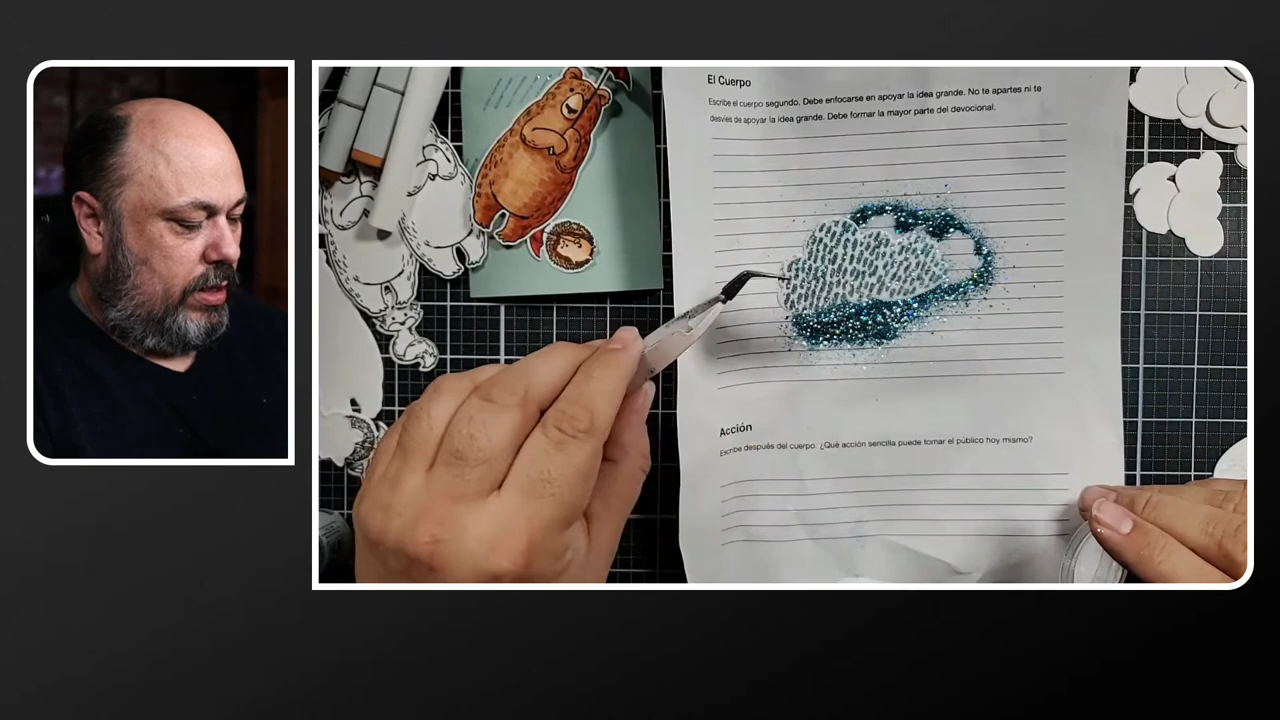 El Cuerpo
Escribe el cuerpo segundo. Debe enfocarse en apoyar la idea grande. No te apartes ni te
desvies de apoyar la idea grande. Debe formar la mayor parte del devocional.
Acción
Escribe después del cuerpo. ¿Qué acción sencilla puede tomar el público hoy mismo?